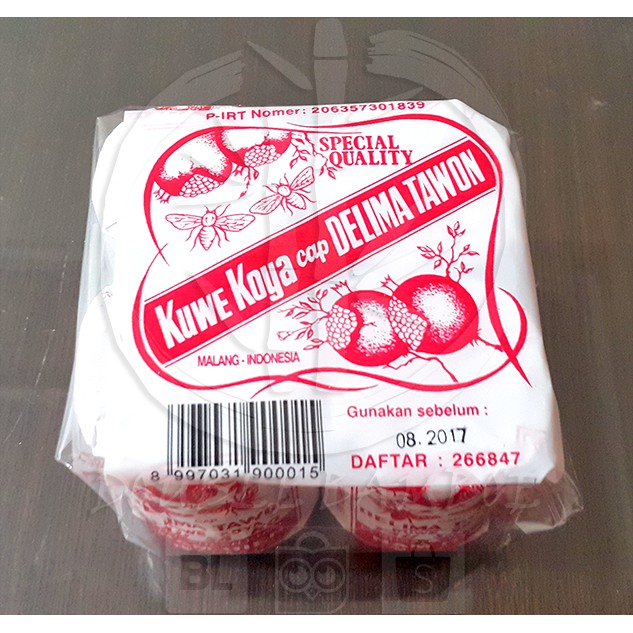 P-IRT Nomer: 206357301839
SPECIAL
QUALITY
KUWE KOYA cap DELIMA TAWON
MALANG - INDONESIA
Gunakan sebelum :
08. 2017
DAFTAR : 266847
8 997031 900015
BL